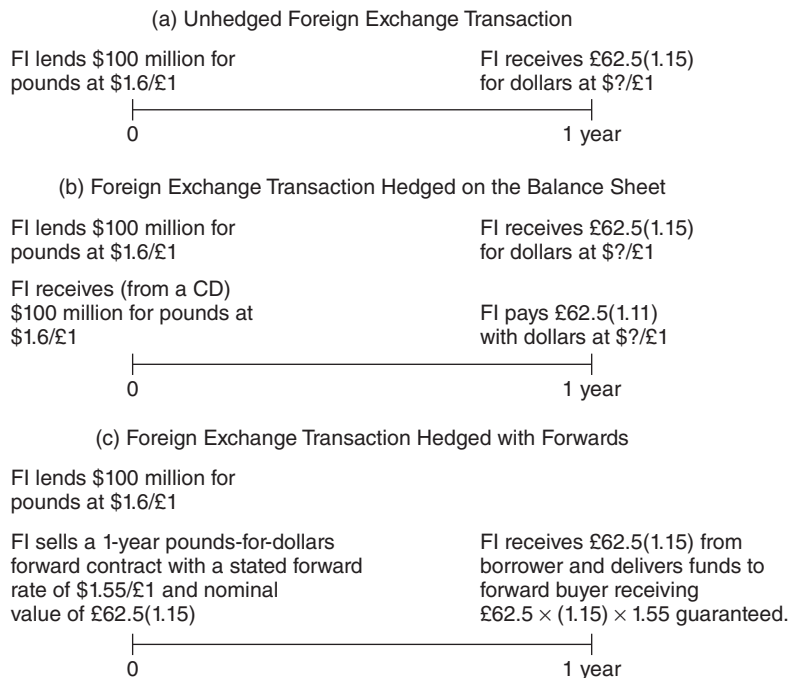 (a) Unhedged Foreign Exchange Transaction
FI lends $100 million for
pounds at $1.6/£1
FI receives £62.5(1.15)
for dollars at $?/£1
0
1 year
(b) Foreign Exchange Transaction Hedged on the Balance Sheet
FI lends $100 million for
pounds at $1.6/£1
FI receives £62.5(1.15)
for dollars at $?/£1
FI receives (from a CD)
$100 million for pounds at
$1.6/£1
FI pays £62.5(1.11)
with dollars at $?/£1
0
1 year
(c) Foreign Exchange Transaction Hedged with Forwards
FI lends $100 million for
pounds at $1.6/£1
FI sells a 1-year pounds-for-dollars
forward contract with a stated forward
rate of $1.55/£1 and nominal
value of £62.5(1.15)
FI receives £62.5(1.15) from
borrower and delivers funds to
forward buyer receiving
£62.5 × (1.15) × 1.55 guaranteed.
0
1 year